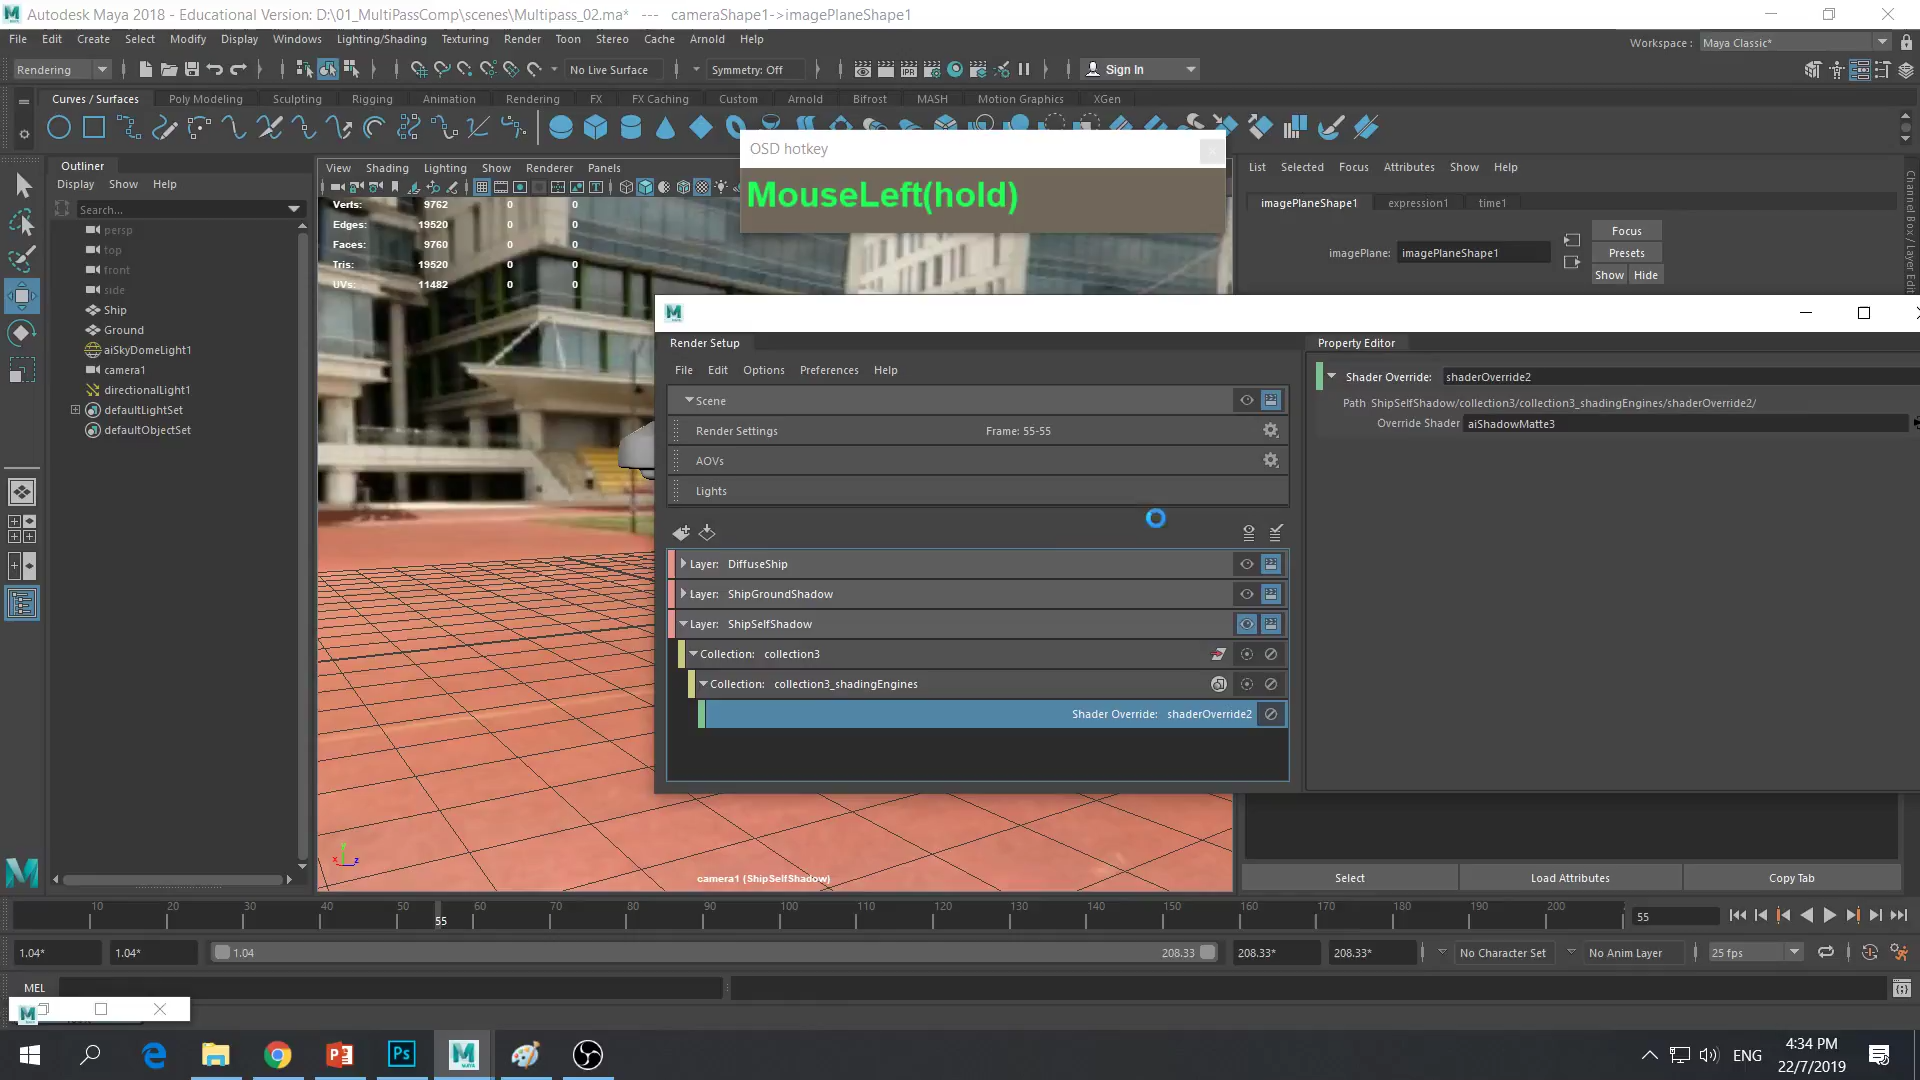 Autodesk Maya 2018 - Educational Version: D:\01_MultiPassComp\scenes\Multipass_02.ma* --- cameraShape1->imagePlaneShape1
File Edit Create Select Modify Display Windows Lighting/Shading Texturing Render Toon Stereo Cache Arnold Help
Workspace : Maya Classic*
Rendering
No Live Surface
Symmetry: Off
Sign In
Curves / Surfaces Poly Modeling Sculpting Rigging Animation Rendering FX FX Caching Custom Arnold Bifrost MASH Motion Graphics XGen
OSD hotkey
MouseLeft(hold)
Outliner
Display Show Help
Search...
persp
top
front
side
Ship
Ground
aiSkyDomeLight1
camera1
directionalLight1
defaultLightSet
defaultObjectSet
View Shading Lighting Show Renderer Panels
Verts: 9762 0 0
Edges: 19520 0 0
Faces: 9760 0 0
Tris: 19520 0 0
UVs: 11482 0 0
List Selected Focus Attributes Show Help
imagePlaneShape1 expression1 time1
imagePlane: imagePlaneShape1
Focus
Presets
Show Hide
Channel Box / Layer Edit
Render Setup
File Edit Options Preferences Help
Scene
Render Settings Frame: 55-55
AOVs
Lights
Layer: DiffuseShip
Layer: ShipGroundShadow
Layer: ShipSelfShadow
Collection: collection3
Collection: collection3_shadingEngines
Shader Override: shaderOverride2
Property Editor
Shader Override: shaderOverride2
Path ShipSelfShadow/collection3/collection3_shadingEngines/shaderOverride2/
Override Shader aiShadowMatte3
camera1 (ShipSelfShadow)
Select Load Attributes Copy Tab
10 20 30 40 50 60 70 80 90 100 110 120 130 140 150 160 170 180 190 200
55
55
1.04* 1.04* 1.04 208.33 208.33* 208.33* No Character Set No Anim Layer 25 fps
MEL
ENG
4:34 PM
22/7/2019